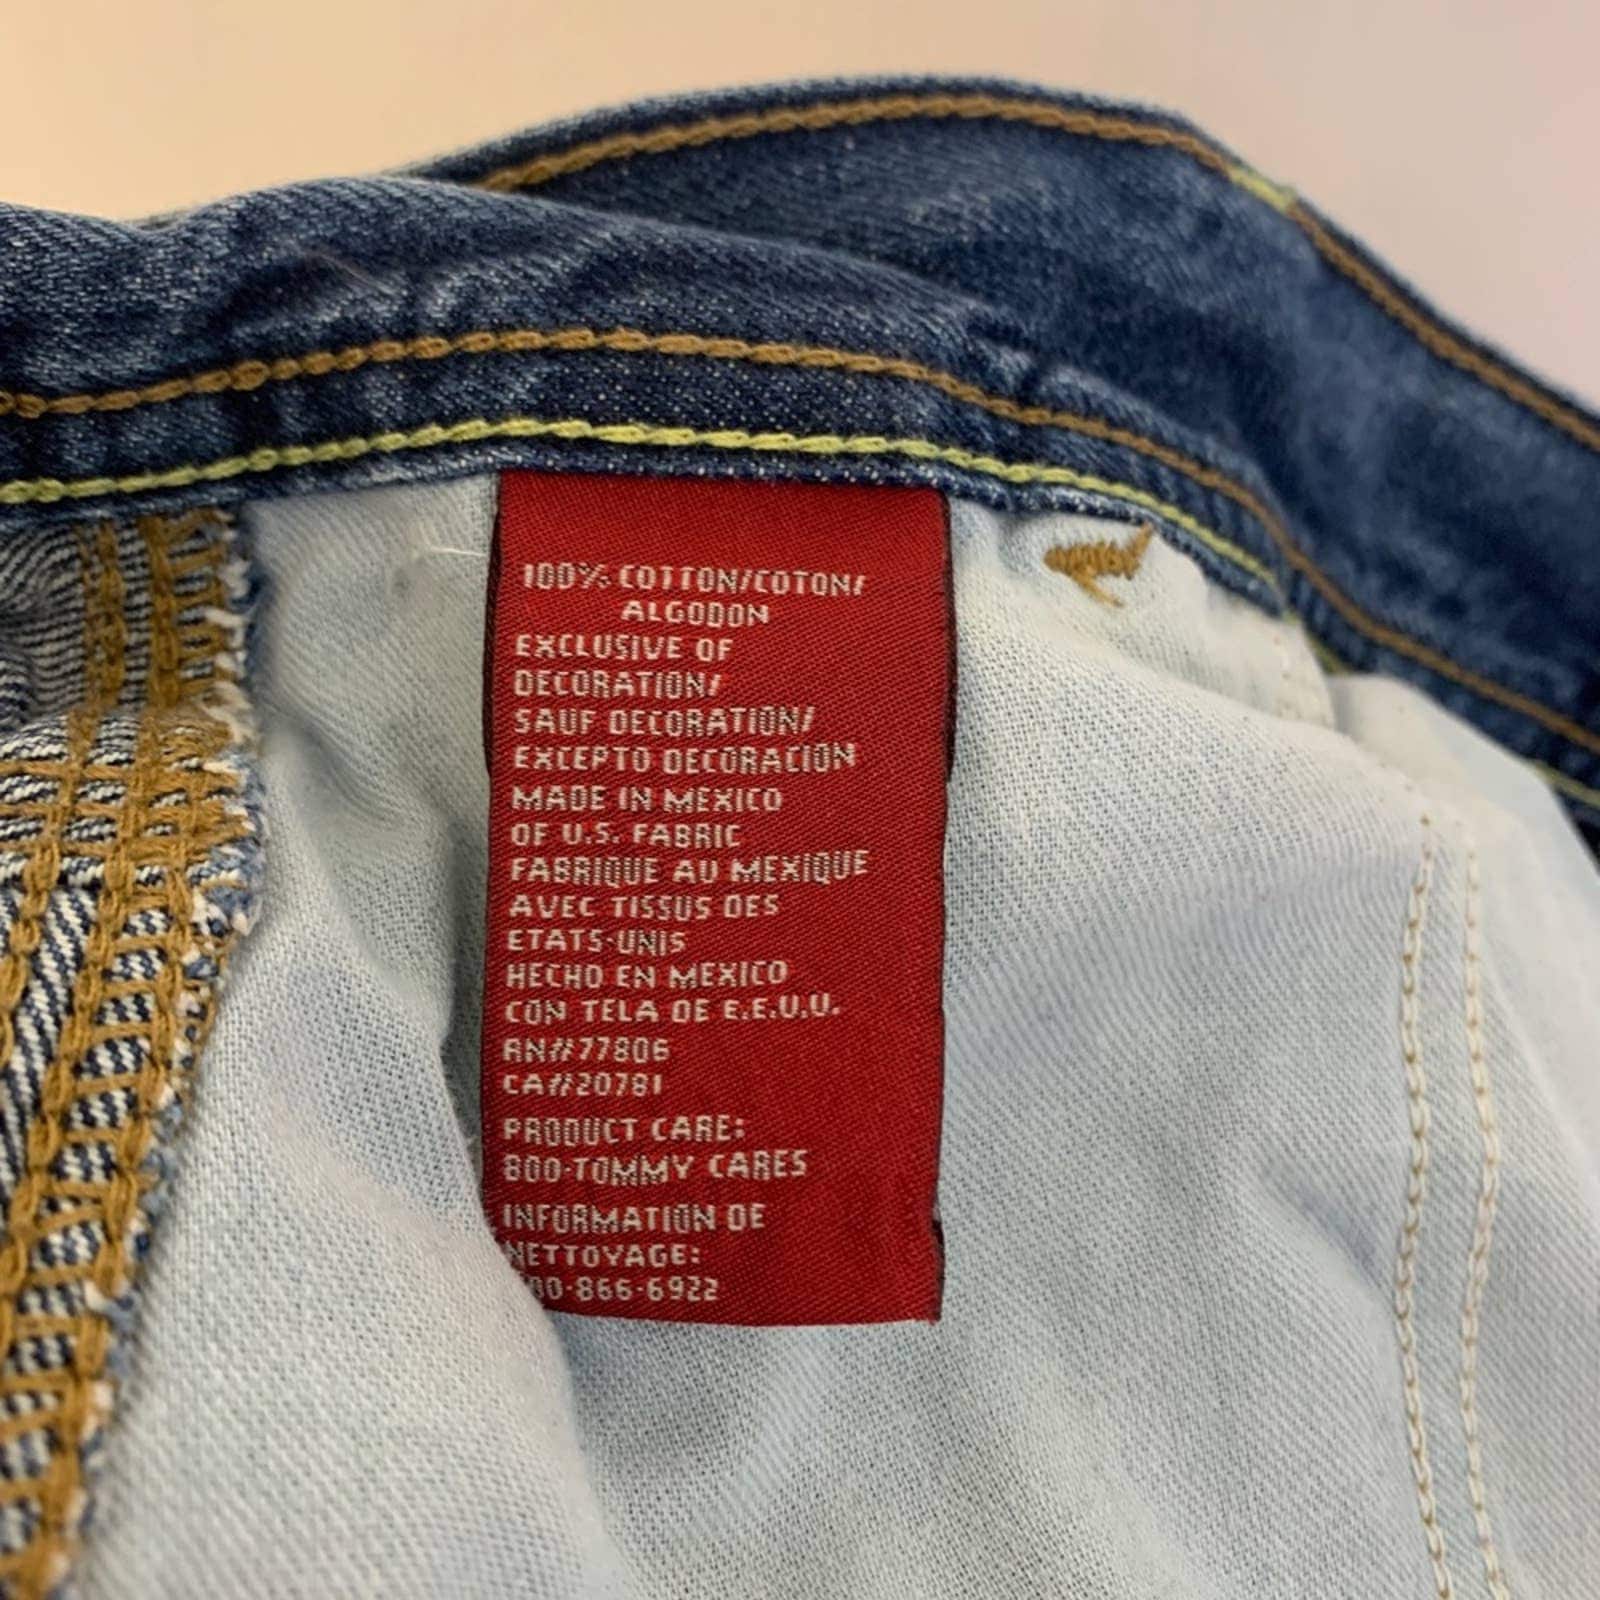 100% COTTON/COTON/
ALGODON
EXCLUSIVE OF
DECORATION/
SAUF DECORATION/
EXCEPTO DECORACION
MADE IN MEXICO
OF U.S. FABRIC
FABRIQUE AU MEXIQUE
AVEC TISSUS DES
ETATS-UNIS
HECHO EN MEXICO
CON TELA DE E.E.U.U.
RN#77806
CA#20781
PRODUCT CARE:
800-TOMMY CARES
INFORMATION DE
NETTOYAGE:
800-866-6922